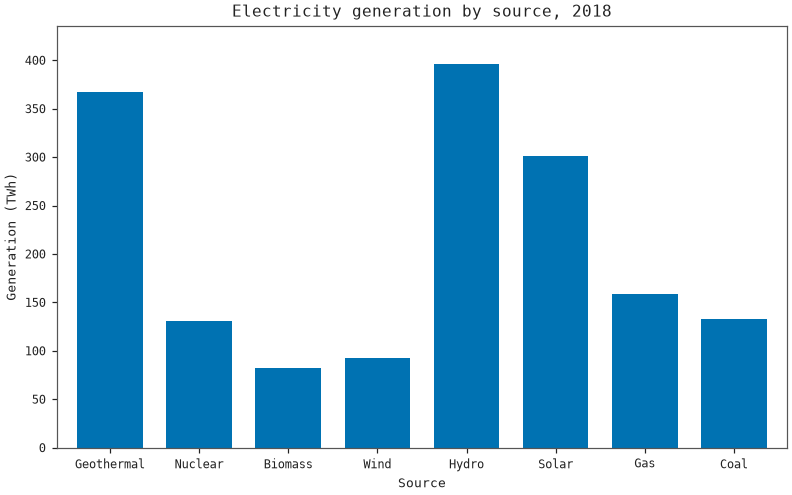 Electricity generation by source, 2018
Generation (TWh)
400
350
300
250
200
150
100
50
0
Geothermal Nuclear Biomass Wind Hydro Solar Gas Coal
Source